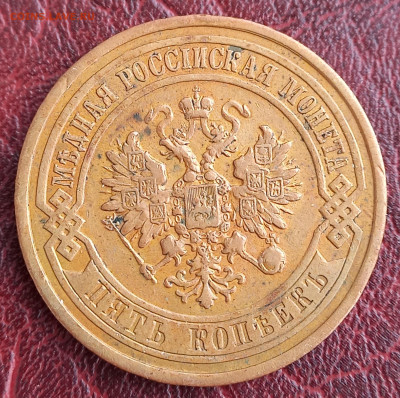 МѢДНАЯ РОССІЙСКАЯ МОНЕТА
ПЯТЬ КОПѢЕКЪ